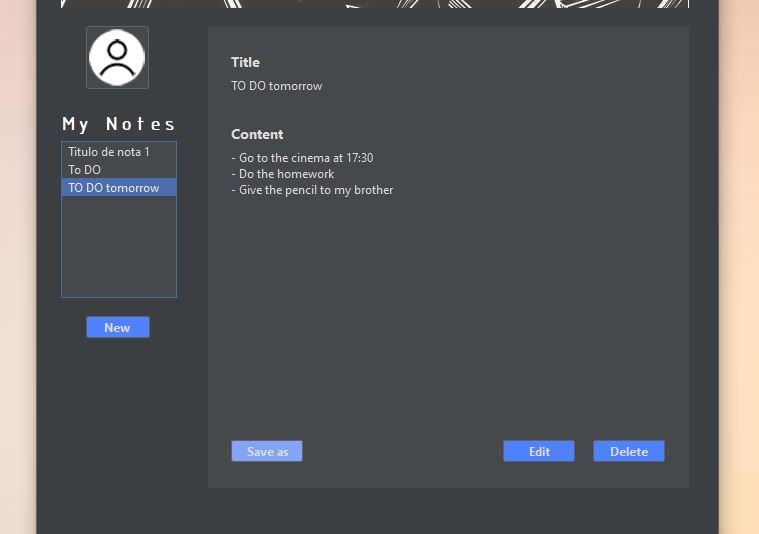 My Notes
Titulo de nota 1
To DO
TO DO tomorrow
New
Title
TO DO tomorrow
Content
- Go to the cinema at 17:30
- Do the homework
- Give the pencil to my brother
Save as
Edit
Delete